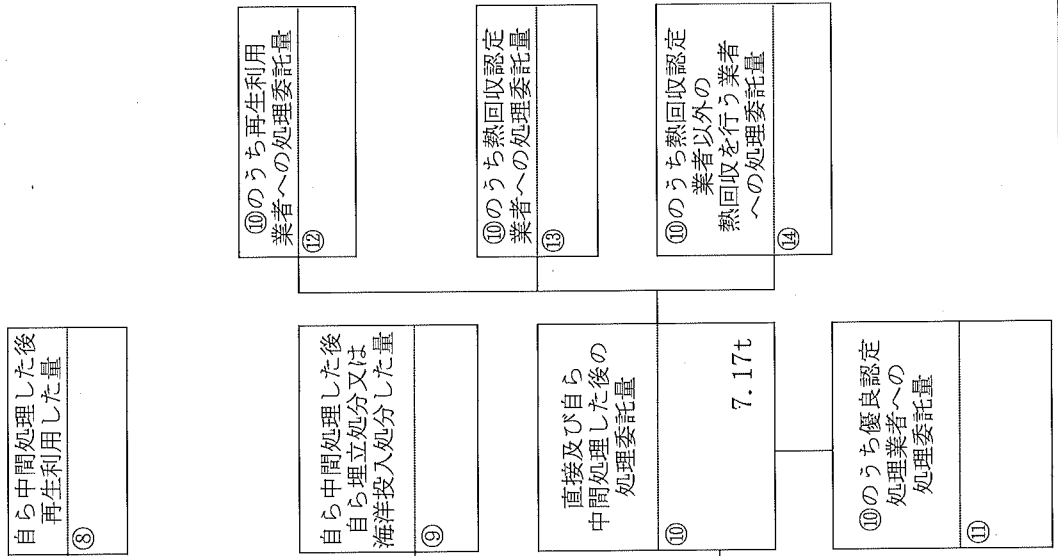 自ら中間処理した後
再生利用した量
⑧
自ら中間処理した後
自ら埋立処分又は
海洋投入処分した量
⑨
直接及び自ら
中間処理した後の
処理委託量
⑩
7.17t
⑩のうち優良認定
処理業者への
処理委託量
⑪
⑩のうち再生利用
業者への処理委託量
⑫
⑩のうち熱回収認定
業者への処理委託量
⑬
⑩のうち熱回収認定
業者以外の
熱回収を行う業者
への処理委託量
⑭